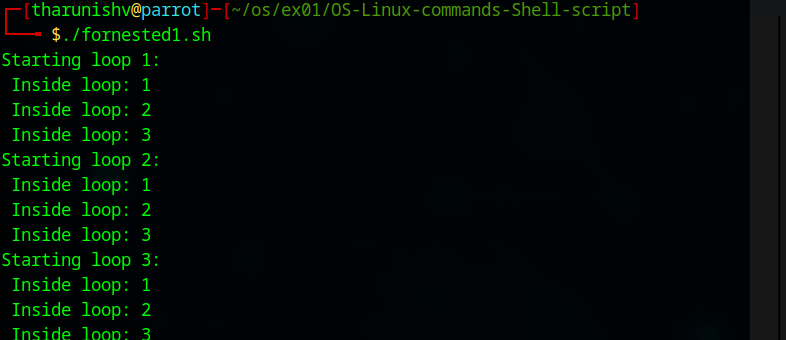 ┌─[tharunishv@parrot]─[~/os/ex01/OS-Linux-commands-Shell-script]
└──╼ $./fornested1.sh
Starting loop 1:
 Inside loop: 1
 Inside loop: 2
 Inside loop: 3
Starting loop 2:
 Inside loop: 1
 Inside loop: 2
 Inside loop: 3
Starting loop 3:
 Inside loop: 1
 Inside loop: 2
 Inside loop: 3